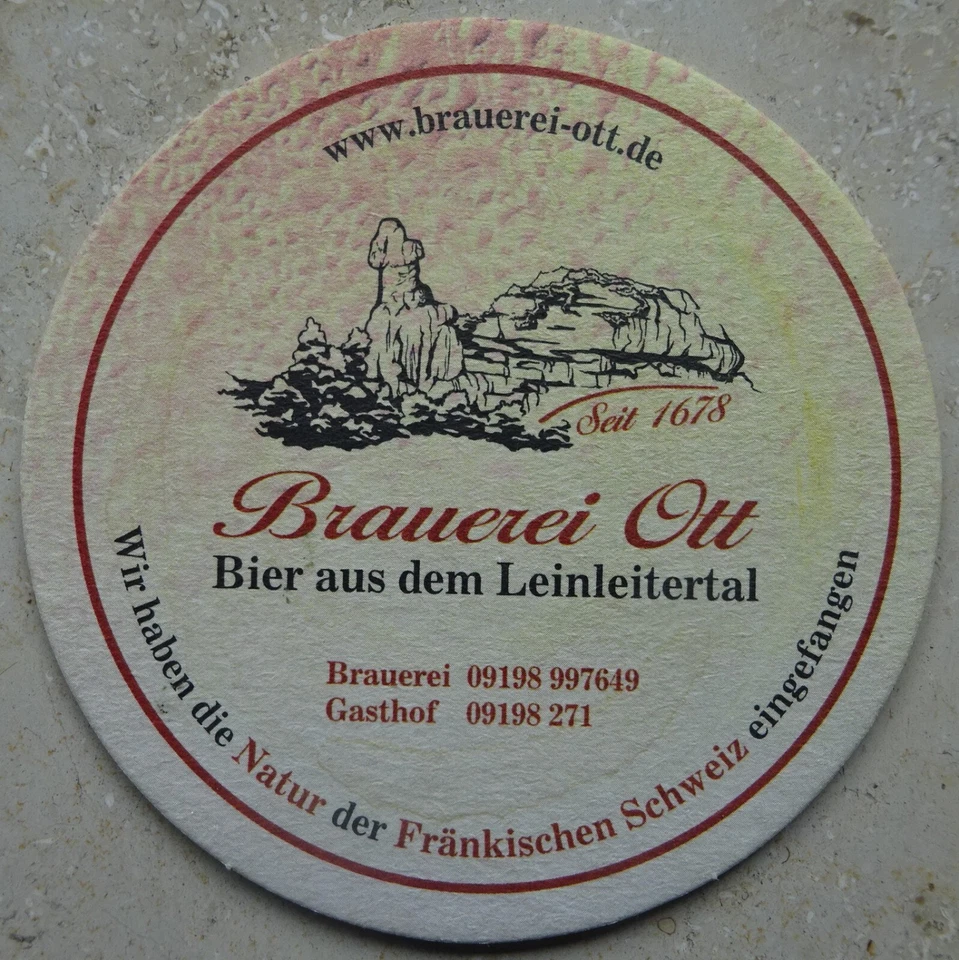 www.brauerei-ott.de
Seit 1678
Brauerei Ott
Bier aus dem Leinleitertal
Brauerei 09198 997649
Gasthof 09198 271
Wir haben die Natur der Fränkischen Schweiz eingefangen